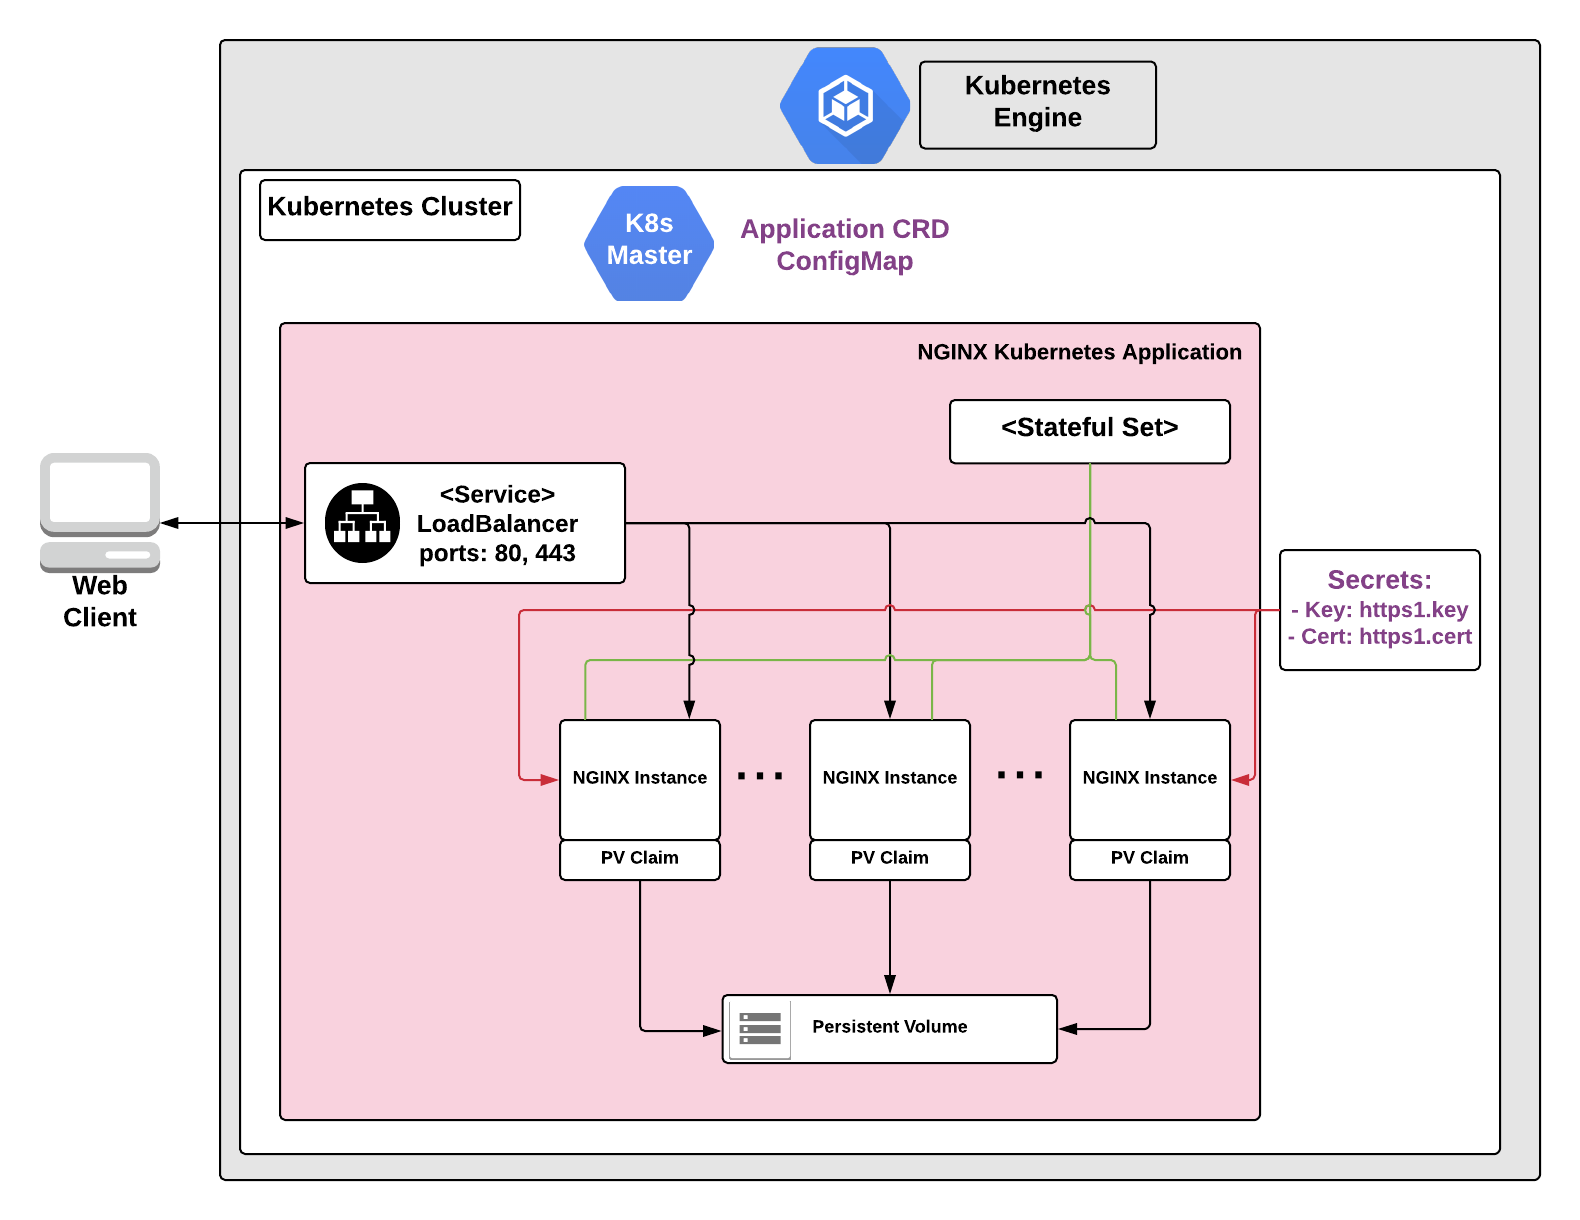 Kubernetes
Engine
Kubernetes Cluster
K8s
Master
Application CRD
ConfigMap
NGINX Kubernetes Application
<Stateful Set>
<Service>
LoadBalancer
ports: 80, 443
Web
Client
Secrets:
- Key: https1.key
- Cert: https1.cert
NGINX Instance
...
NGINX Instance
...
NGINX Instance
PV Claim
PV Claim
PV Claim
Persistent Volume